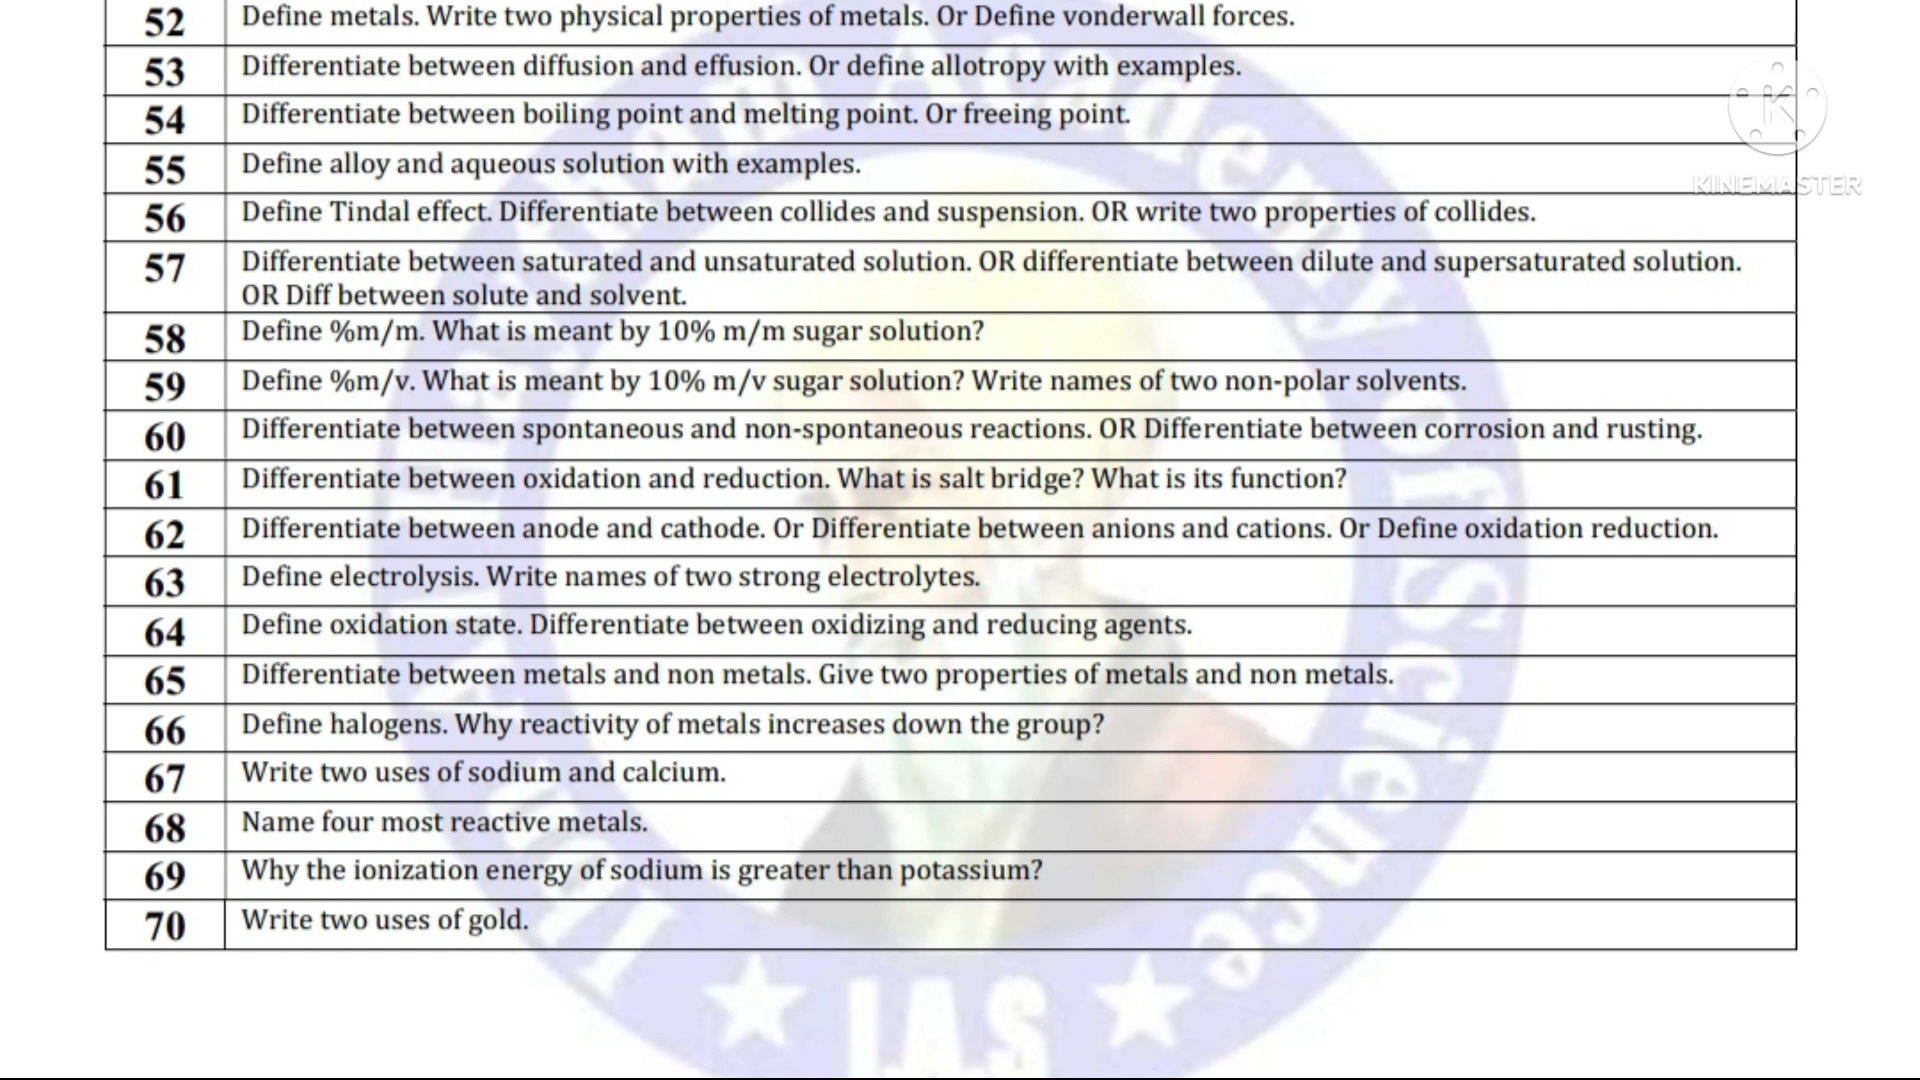 52 Define metals. Write two physical properties of metals. Or Define vonderwall forces.
53 Differentiate between diffusion and effusion. Or define allotropy with examples.
54 Differentiate between boiling point and melting point. Or freeing point.
55 Define alloy and aqueous solution with examples.
56 Define Tindal effect. Differentiate between collides and suspension. OR write two properties of collides.
57 Differentiate between saturated and unsaturated solution. OR differentiate between dilute and supersaturated solution.
OR Diff between solute and solvent.
58 Define %m/m. What is meant by 10% m/m sugar solution?
59 Define %m/v. What is meant by 10% m/v sugar solution? Write names of two non-polar solvents.
60 Differentiate between spontaneous and non-spontaneous reactions. OR Differentiate between corrosion and rusting.
61 Differentiate between oxidation and reduction. What is salt bridge? What is its function?
62 Differentiate between anode and cathode. Or Differentiate between anions and cations. Or Define oxidation reduction.
63 Define electrolysis. Write names of two strong electrolytes.
64 Define oxidation state. Differentiate between oxidizing and reducing agents.
65 Differentiate between metals and non metals. Give two properties of metals and non metals.
66 Define halogens. Why reactivity of metals increases down the group?
67 Write two uses of sodium and calcium.
68 Name four most reactive metals.
69 Why the ionization energy of sodium is greater than potassium?
70 Write two uses of gold.
K
KINEMASTER
Academy of Science
IAS